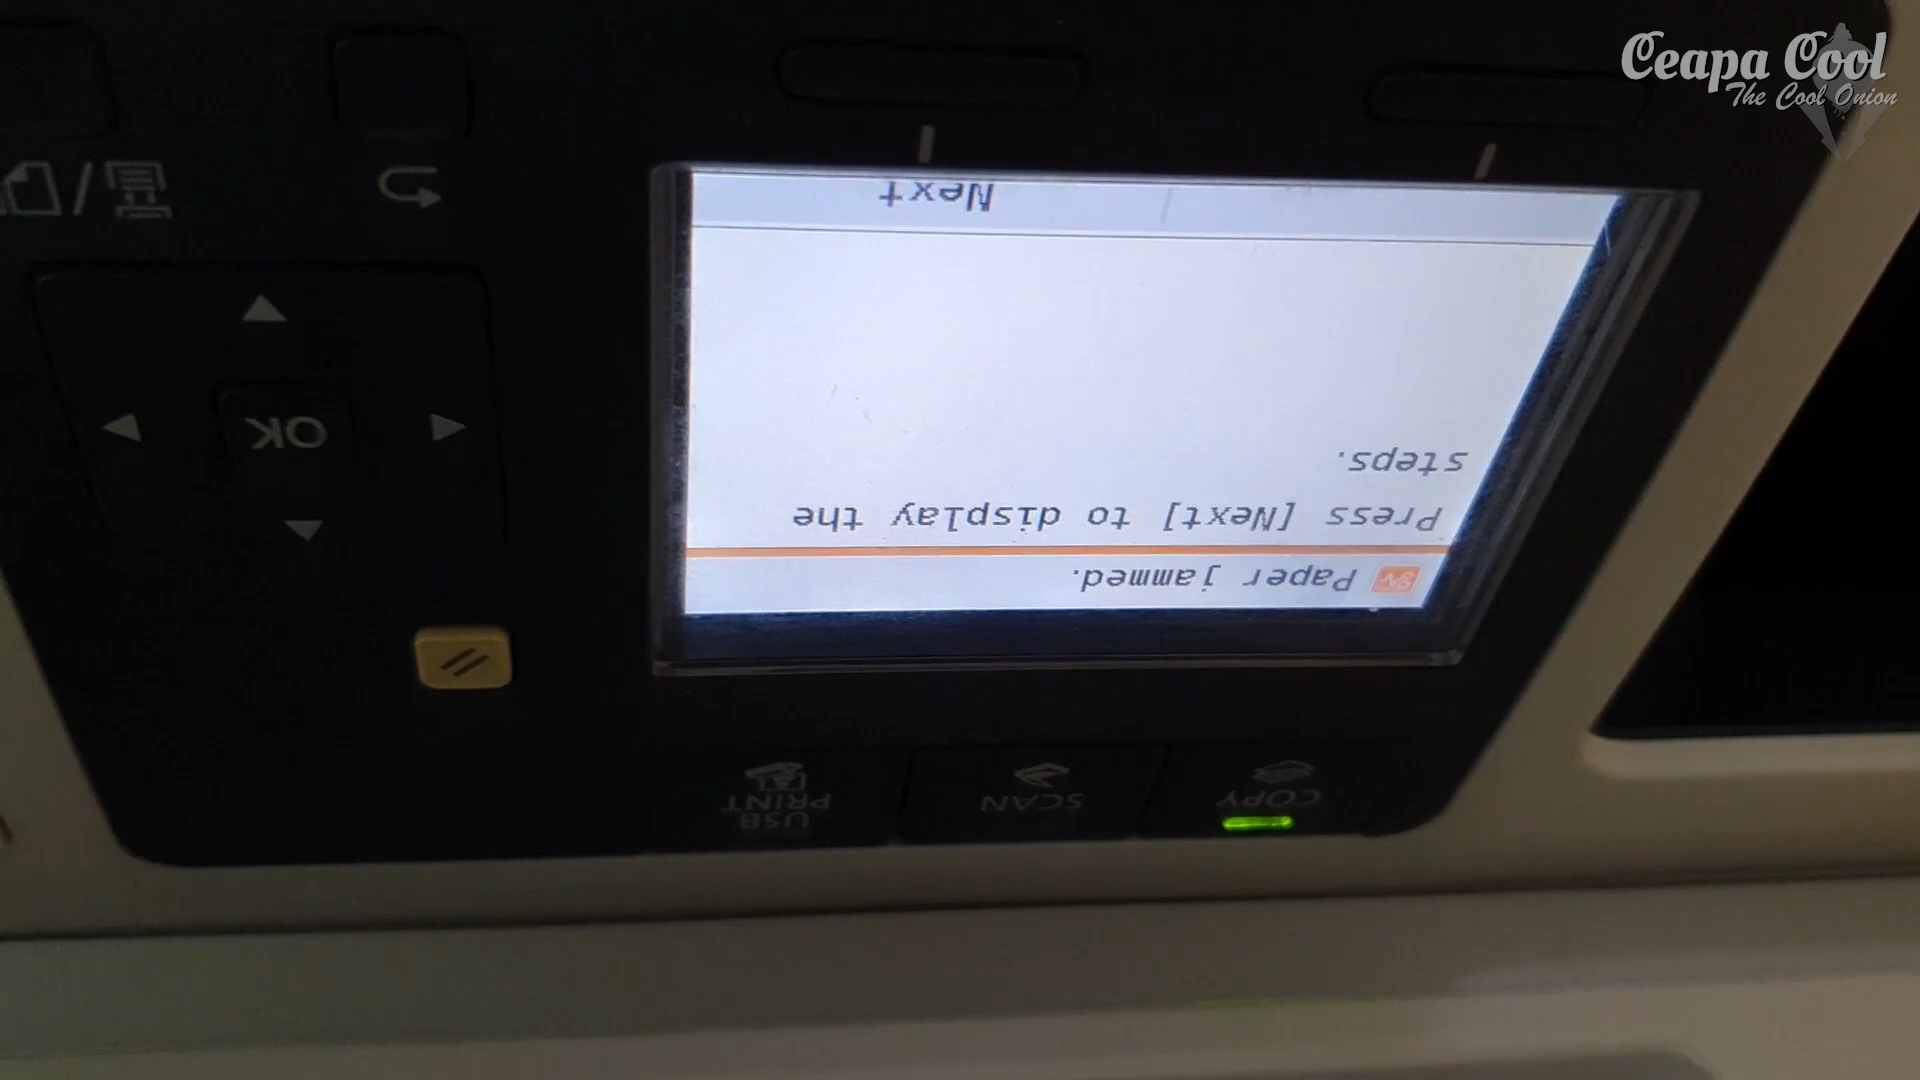 Ceapa Cool
The Cool Onion
Paper jammed.
Press [Next] to display the
steps.
Next
OK
COPY
SCAN
USB
PRINT